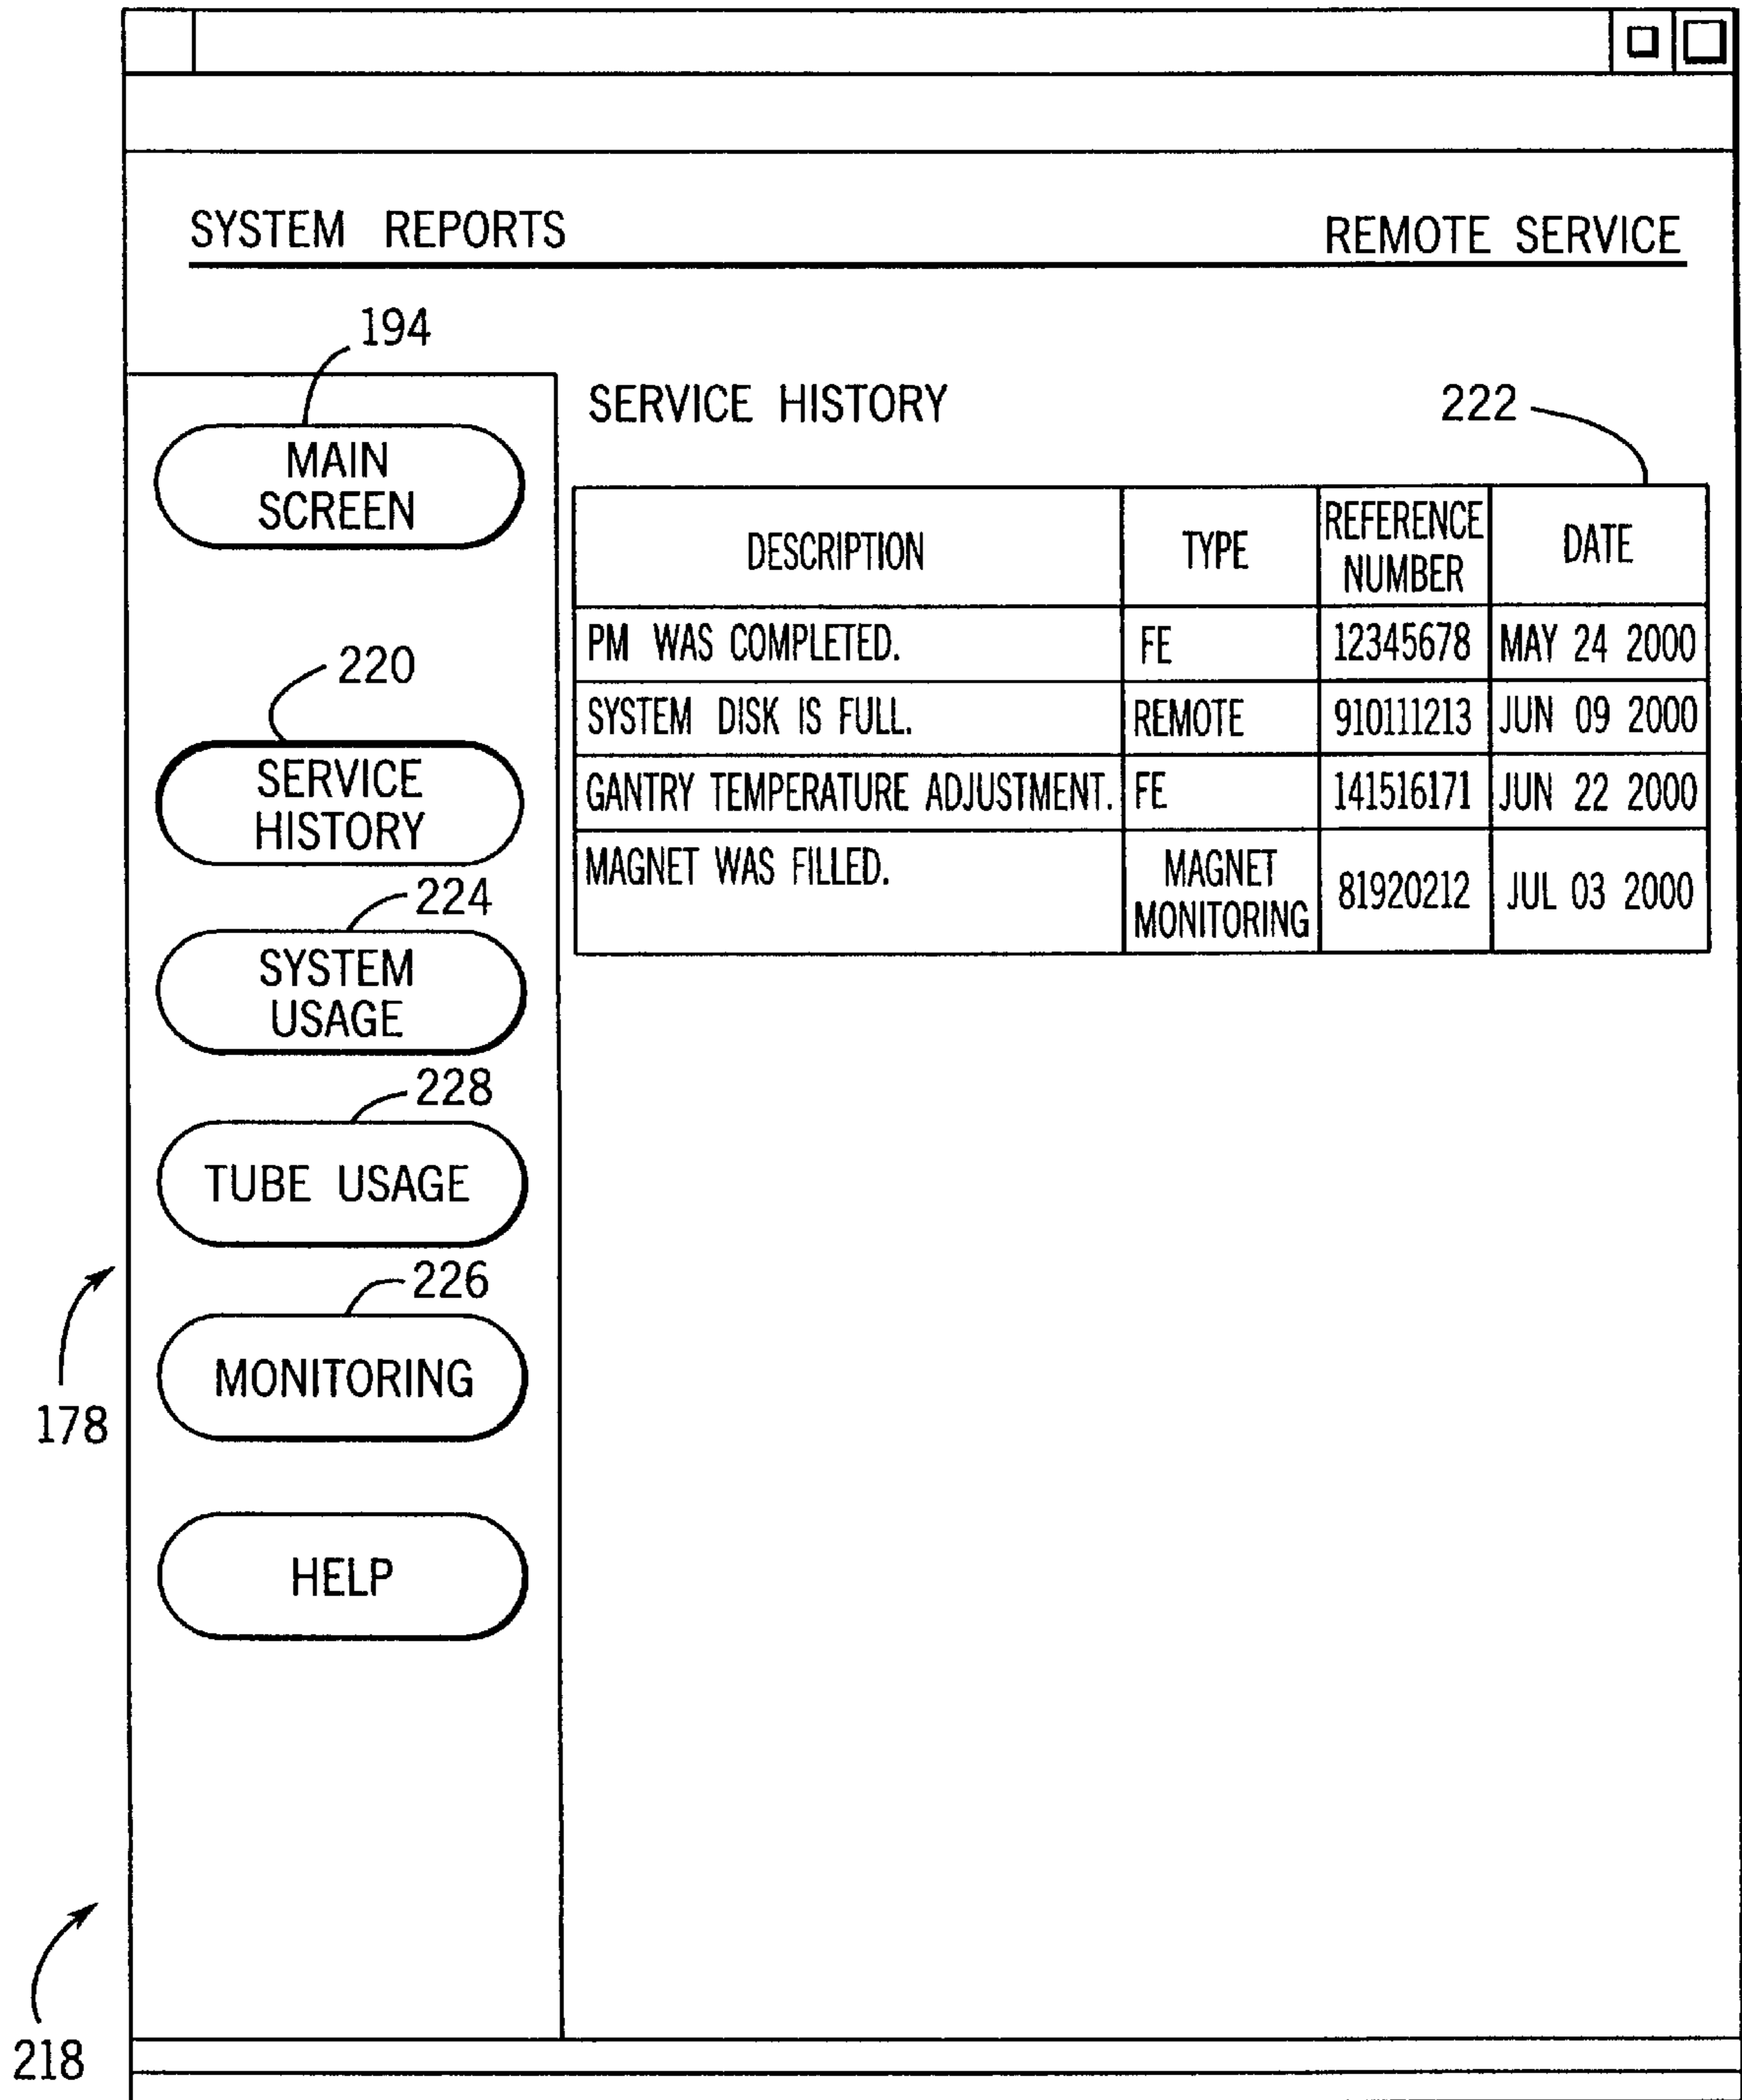 SYSTEM REPORTS
REMOTE SERVICE
194
MAIN
SCREEN
220
SERVICE
HISTORY
224
SYSTEM
USAGE
228
TUBE USAGE
226
MONITORING
HELP
178
218
SERVICE HISTORY
222
DESCRIPTION TYPE REFERENCE NUMBER DATE
PM WAS COMPLETED. FE 12345678 MAY 24 2000
SYSTEM DISK IS FULL. REMOTE 910111213 JUN 09 2000
GANTRY TEMPERATURE ADJUSTMENT. FE 141516171 JUN 22 2000
MAGNET WAS FILLED. MAGNET MONITORING 81920212 JUL 03 2000